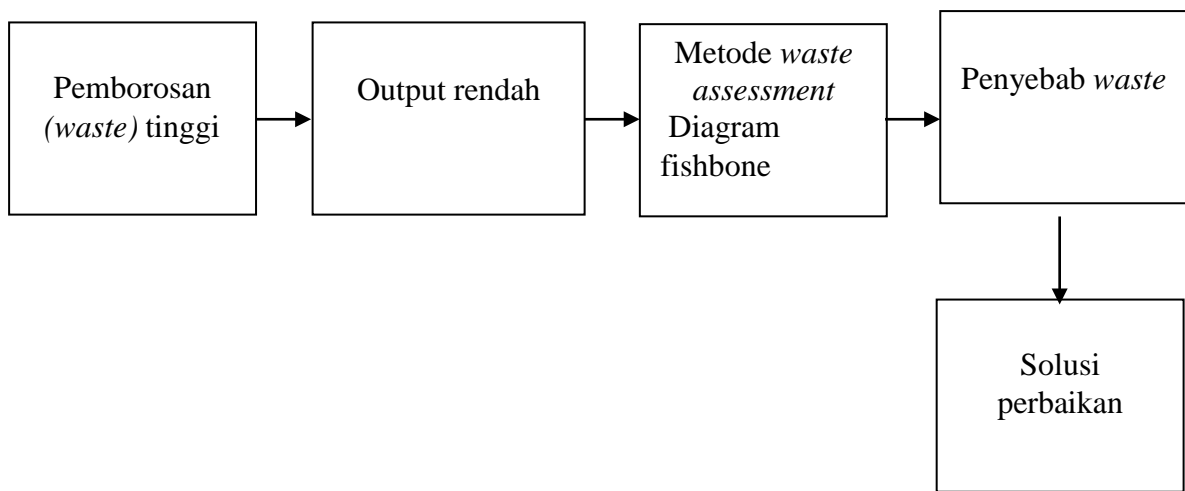 Pemborosan
(waste) tinggi
Output rendah
Metode waste
assessment
Diagram
fishbone
Penyebab waste
Solusi
perbaikan